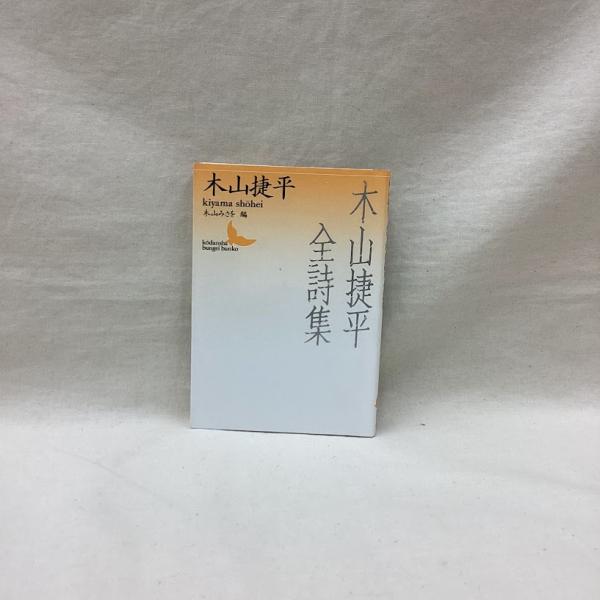 木山捷平
kiyama shōhei
木山みさを 編
kōdansha
bungei bunko
木山捷平
全詩集